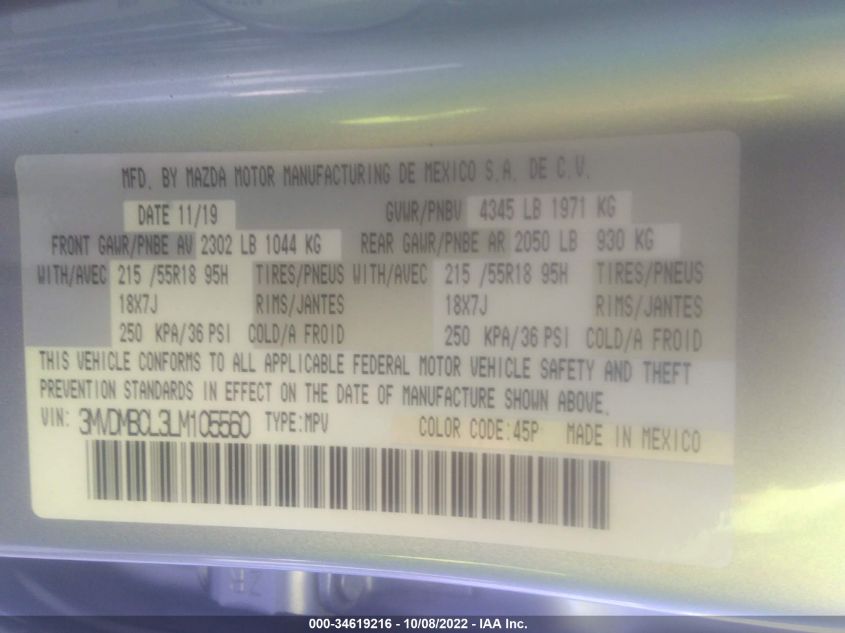 MFD. BY MAZDA MOTOR MANUFACTURING DE MEXICO S.A. DE C.V.
DATE 11/19 GVWR/PNBV 4345 LB 1971 KG
FRONT GAWR/PNBE AV 2302 LB 1044 KG REAR GAWR/PNBE AR 2050 LB 930 KG
WITH/AVEC 215 /55R18 95H TIRES/PNEUS WITH/AVEC 215 /55R18 95H TIRES/PNEUS
18X7J RIMS/JANTES 18X7J RIMS/JANTES
250 KPA/36 PSI COLD/A FROID 250 KPA/36 PSI COLD/A FROID
THIS VEHICLE CONFORMS TO ALL APPLICABLE FEDERAL MOTOR VEHICLE SAFETY AND THEFT
PREVENTION STANDARDS IN EFFECT ON THE DATE OF MANUFACTURE SHOWN ABOVE.
VIN: 3MVDMBCL3LM105560 TYPE:MPV COLOR CODE:45P MADE IN MEXICO
000-34619216 - 10/08/2022 - IAA Inc.